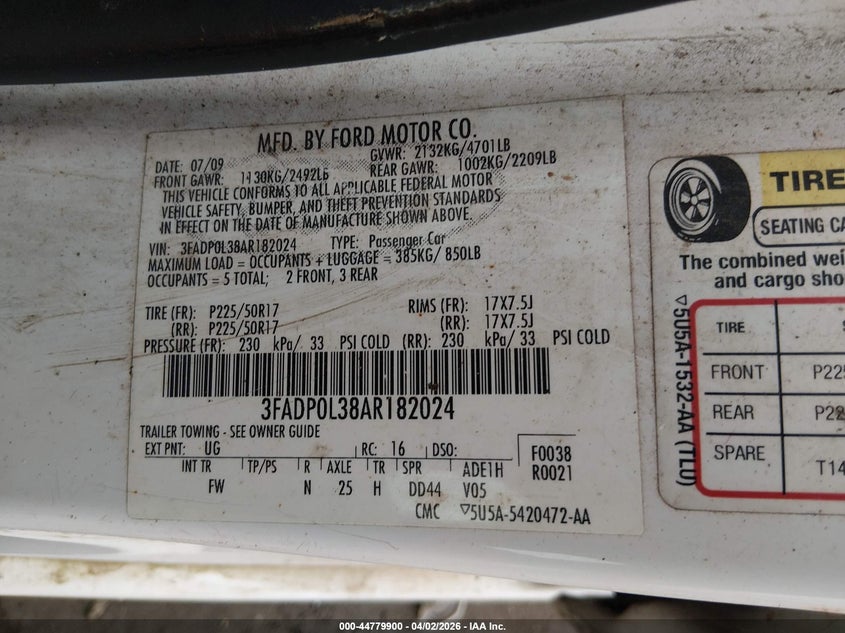 MFD. BY FORD MOTOR CO.
DATE: 07/09 GVWR: 2132KG/4701LB
FRONT GAWR: 1130KG/2492LB REAR GAWR: 1002KG/2209LB
THIS VEHICLE CONFORMS TO ALL APPLICABLE FEDERAL MOTOR
VEHICLE SAFETY, BUMPER, AND THEFT PREVENTION STANDARDS
IN EFFECT ON THE DATE OF MANUFACTURE SHOWN ABOVE.
VIN: 3FADP0L38AR182024 TYPE: Passenger Car
MAXIMUM LOAD = OCCUPANTS + LUGGAGE = 385KG/ 850LB
OCCUPANTS = 5 TOTAL; 2 FRONT, 3 REAR
TIRE (FR): P225/50R17 RIMS (FR): 17X7.5J
(RR): P225/50R17 (RR): 17X7.5J
PRESSURE (FR): 230 kPa/ 33 PSI COLD (RR): 230 kPa/ 33 PSI COLD
3FADP0L38AR182024
TRAILER TOWING - SEE OWNER GUIDE
EXT PNT: UG RC: 16 DSO: F0038
INT TR TP/PS R AXLE TR SPR ADE1H R0021
FW N 25 H DD44 V05
CMC ▽5U5A-5420472-AA
TIRE
SEATING CA
The combined wei
and cargo sho
▽5U5A-1532-AA (TL0)
TIRE S
FRONT P225
REAR P22
SPARE T14
000-44779900 - 04/02/2026 - IAA Inc.